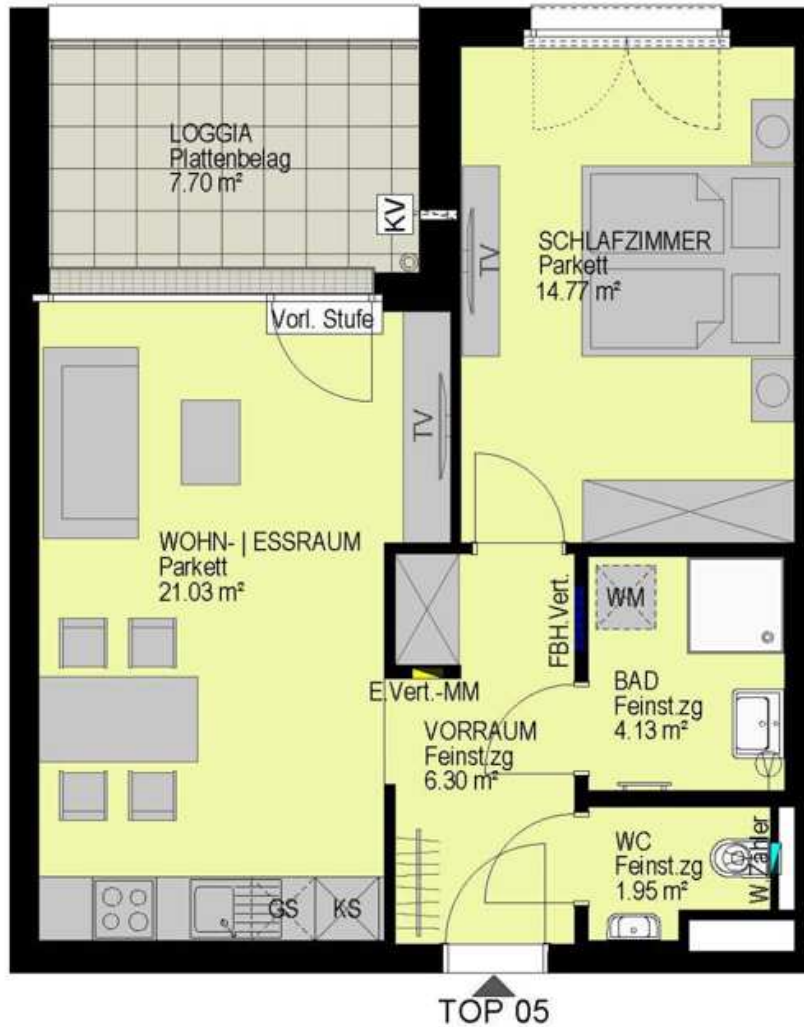 LOGGIA
Plattenbelag
7.70 m²
KV
SCHLAFZIMMER
Parkett
14.77 m²
TV
Vorl. Stufe
TV
WOHN- | ESSRAUM
Parkett
21.03 m²
FBH.Vert.
WM
E.Vert.-MM
BAD
Feinst.zg
4.13 m²
VORRAUM
Feinst.zg
6.30 m²
WC
Feinst.zg
1.95 m²
W.Zähler
GS
KS
TOP 05